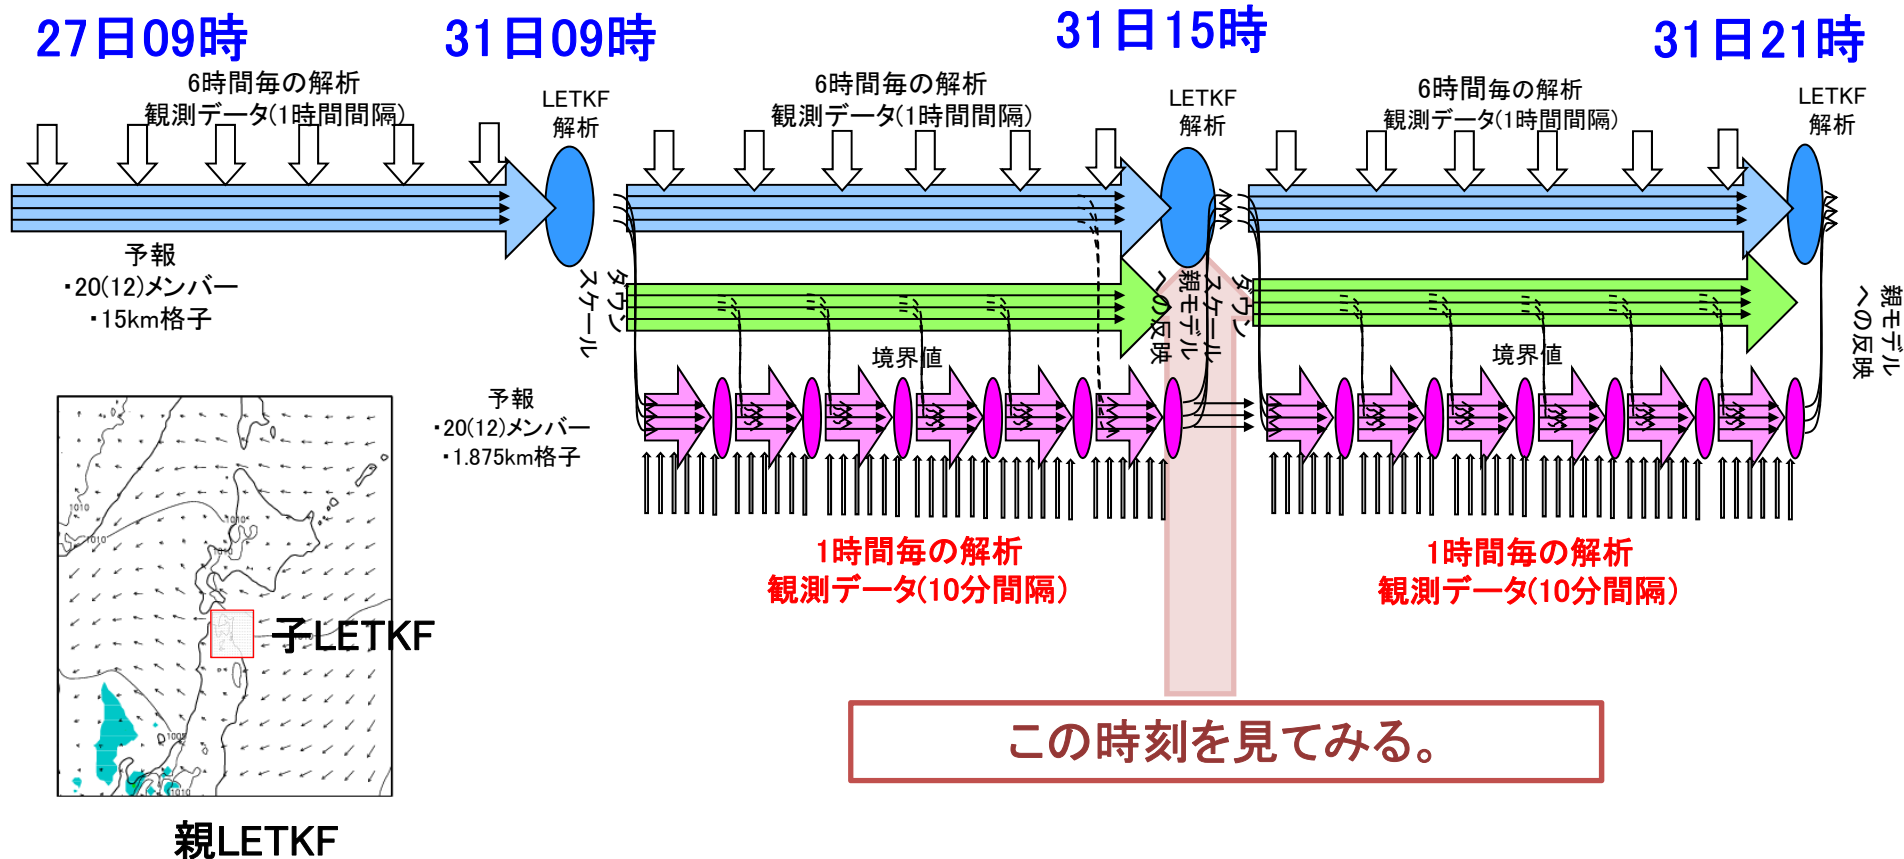 27日09時
31日09時
31日15時
31日21時
6時間毎の解析
観測データ(1時間間隔)
LETKF
解析
6時間毎の解析
観測データ(1時間間隔)
LETKF
解析
6時間毎の解析
観測データ(1時間間隔)
LETKF
解析
予報
・20(12)メンバー
・15km格子
ダウン
スケール
親モデル
への反映
ダウン
スケール
親モデル
への反映
境界値
境界値
予報
・20(12)メンバー
・1.875km格子
1時間毎の解析
観測データ(10分間隔)
1時間毎の解析
観測データ(10分間隔)
1010
1010
1010
1010
子LETKF
1010
1005
1010
この時刻を見てみる。
親LETKF